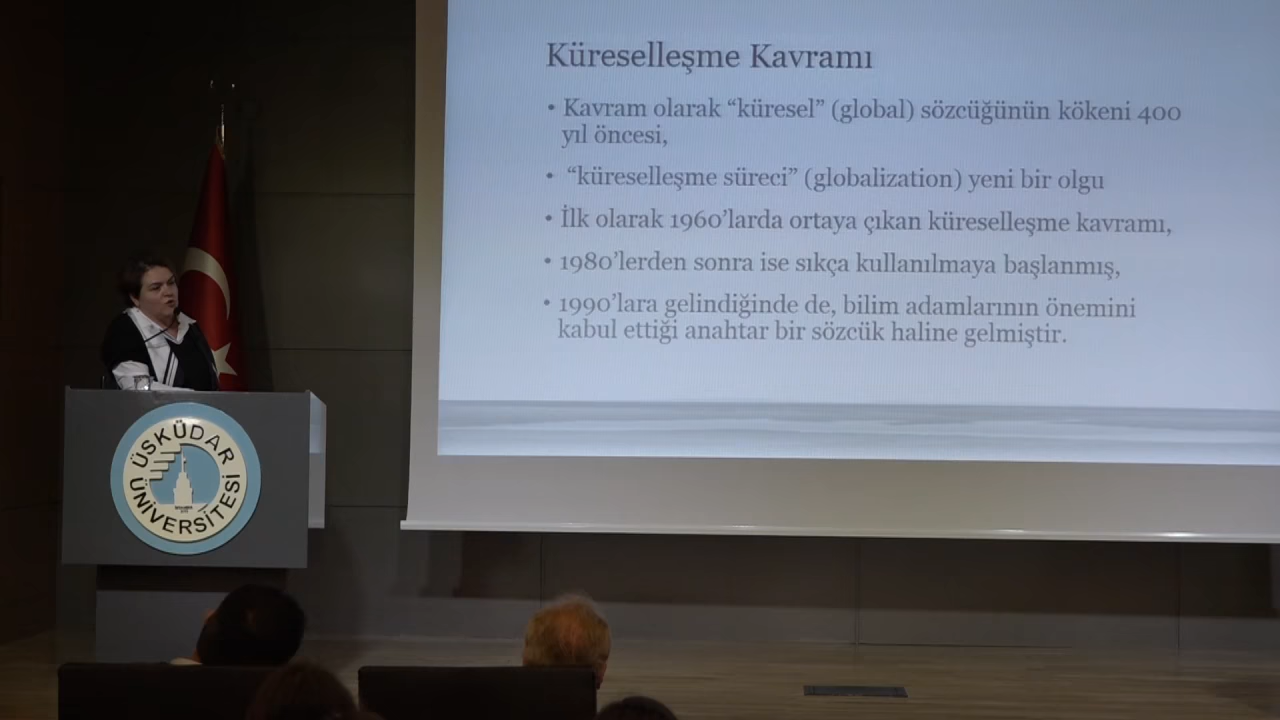 Küreselleşme Kavramı
• Kavram olarak “küresel” (global) sözcüğünün kökeni 400
yıl öncesi,
• “küreselleşme süreci” (globalization) yeni bir olgu
• İlk olarak 1960’larda ortaya çıkan küreselleşme kavramı,
• 1980’lerden sonra ise sıkça kullanılmaya başlanmış,
• 1990’lara gelindiğinde de, bilim adamlarının önemini
kabul ettiği anahtar bir sözcük haline gelmiştir.
ÜSKÜDAR
ÜNİVERSİTESİ